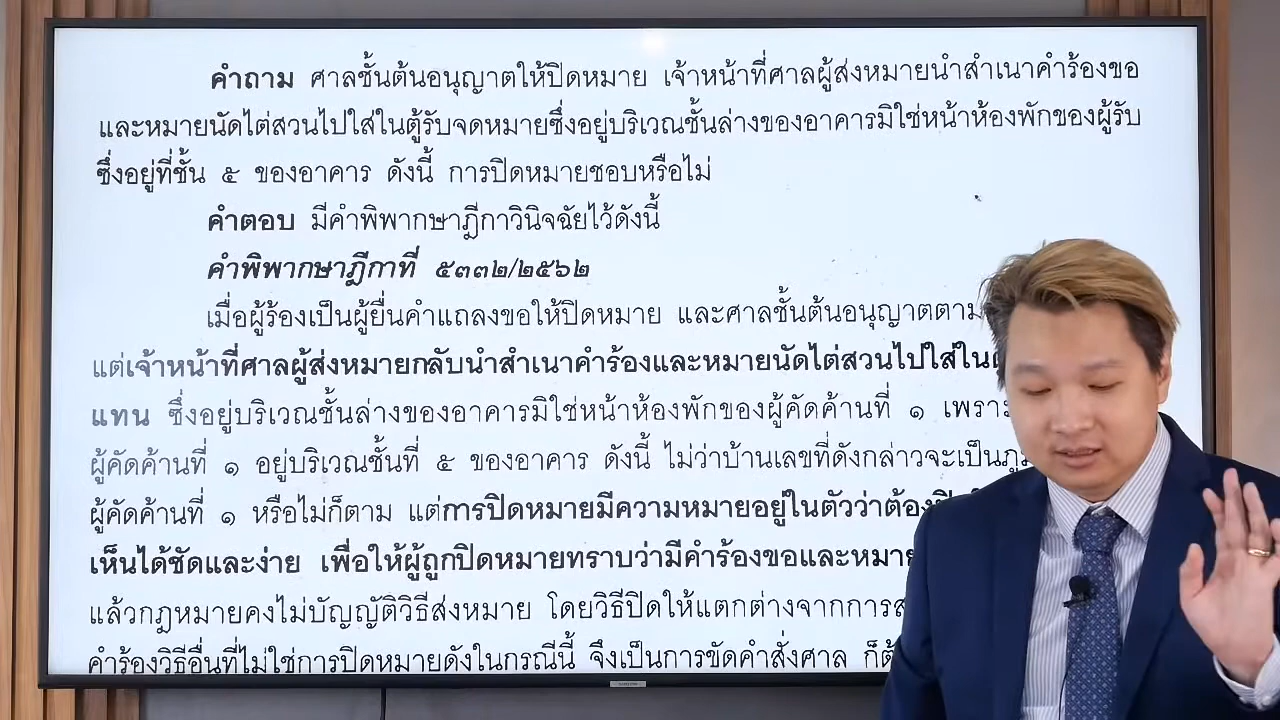 คำถาม ศาลชั้นต้นอนุญาตให้ปิดหมาย เจ้าหน้าที่ศาลผู้ส่งหมายนำสำเนาคำร้องขอ
และหมายนัดไต่สวนไปใส่ในตู้รับจดหมายซึ่งอยู่บริเวณชั้นล่างของอาคารมิใช่หน้าห้องพักของผู้รับ
ซึ่งอยู่ที่ชั้น ๕ ของอาคาร ดังนี้ การปิดหมายชอบหรือไม่
คำตอบ มีคำพิพากษาฎีกาวินิจฉัยไว้ดังนี้
คำพิพากษาฎีกาที่ ๕๓๓๒/๒๕๖๒
เมื่อผู้ร้องเป็นผู้ยื่นคำแถลงขอให้ปิดหมาย และศาลชั้นต้นอนุญาตตาม
แต่เจ้าหน้าที่ศาลผู้ส่งหมายกลับนำสำเนาคำร้องและหมายนัดไต่สวนไปใส่ใน
แทน ซึ่งอยู่บริเวณชั้นล่างของอาคารมิใช่หน้าห้องพักของผู้คัดค้านที่ ๑
ผู้คัดค้านที่ ๑ อยู่บริเวณชั้นที่ ๕ ของอาคาร ดังนี้ ไม่ว่าบ้านเลขที่ดังกล่าวจะเป็น
ผู้คัดค้านที่ ๑ หรือไม่ก็ตาม แต่การปิดหมายมีความหมายอยู่ในตัวว่าต้อง
เห็นได้ชัดและง่าย เพื่อให้ผู้ถูกปิดหมายทราบว่ามีคำร้องขอและหมาย
แล้วกฎหมายคงไม่บัญญัติวิธีส่งหมาย โดยวิธีปิดให้แตกต่างจากการ
คำร้องวิธีอื่นที่ไม่ใช่การปิดหมายดังในกรณีนี้ จึงเป็นการขัดคำสั่งศาล